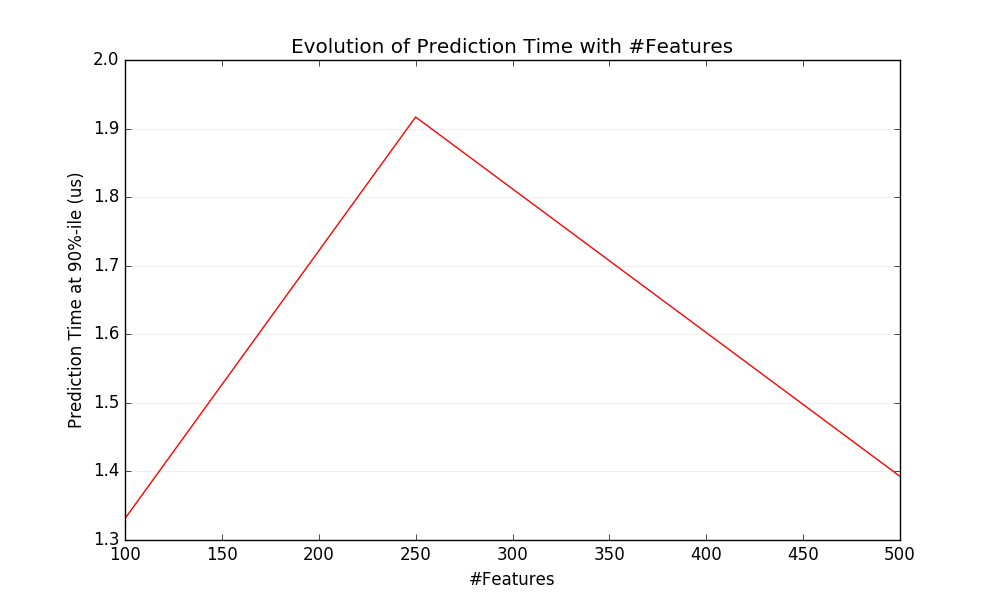 Evolution of Prediction Time with #Features
2.0
1.9
1.8
1.7
1.6
1.5
1.4
1.3
Prediction Time at 90%-ile (us)
100 150 200 250 300 350 400 450 500
#Features